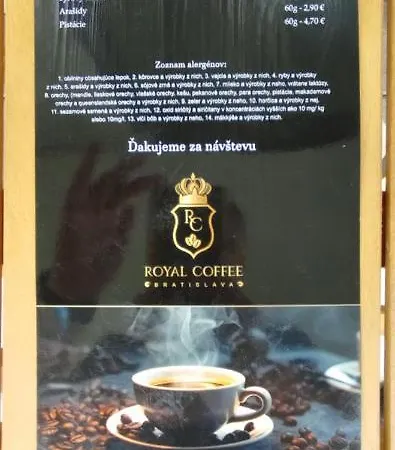 Arašidy 60g - 2,90 €
Pistácie 60g - 4,70 €
Zoznam alergénov:
1. obilniny obsahujúce lepok, 2. kôrovce a výrobky z nich, 3. vajcia a výrobky z nich, 4. ryby a výrobky
z nich, 5. arašidy a výrobky z nich, 6. sójové zrná a výrobky z nich, 7. mlieko a výrobky z neho, vrátane laktózy,
8. orechy, (mandle, lieskové orechy, vlašské orechy, kešu, pekanové orechy, para orechy, pistácie, makadamové
orechy a queenslandské orechy a výrobky z nich, 9. zeler a výrobky z neho, 10. horčica a výrobky z nej,
11. sezamové semená a výrobky z nich, 12. oxid siričitý a siričitany v koncentráciách vyšších ako 10 mg/ kg
alebo 10mg/l, 13. vlčí bôb a výrobky z neho, 14. mäkkýše a výrobky z nich.
Ďakujeme za návštevu
RC
ROYAL COFFEE
BRATISLAVA